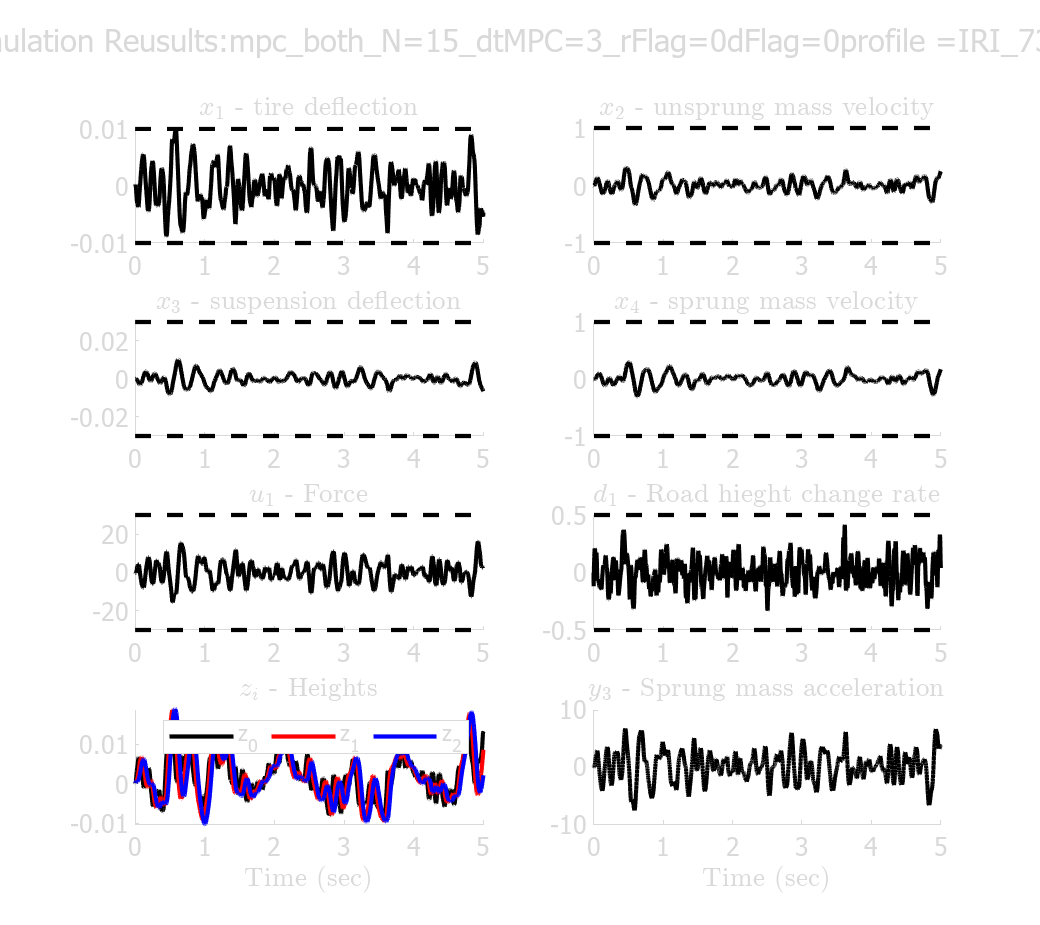 ulation Reusults:mpc_both_N=15_dtMPC=3_rFlag=0dFlag=0profile =IRI_73
x₁ - tire deflection
x₂ - unsprung mass velocity
0.01
0
-0.01
0 1 2 3 4 5
1
0
-1
0 1 2 3 4 5
x₃ - suspension deflection
x₄ - sprung mass velocity
0.02
0
-0.02
0 1 2 3 4 5
1
0
-1
0 1 2 3 4 5
u₁ - Force
d₁ - Road hieght change rate
20
0
-20
0 1 2 3 4 5
0.5
0
-0.5
0 1 2 3 4 5
zᵢ - Heights
y₃ - Sprung mass acceleration
0.01
0
-0.01
z₀ z₁ z₂
0 1 2 3 4 5
Time (sec)
10
0
-10
0 1 2 3 4 5
Time (sec)